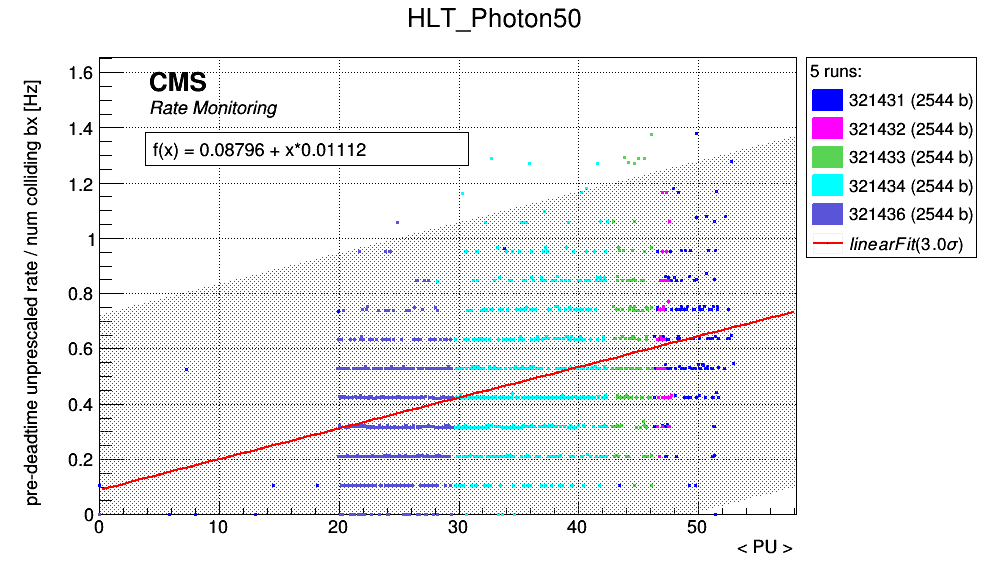 HLT_Photon50
pre-deadtime unprescaled rate / num colliding bx [Hz]
1.6
1.4
1.2
1
0.8
0.6
0.4
0.2
0
CMS
Rate Monitoring
f(x) = 0.08796 + x*0.01112
5 runs:
321431 (2544 b)
321432 (2544 b)
321433 (2544 b)
321434 (2544 b)
321436 (2544 b)
linearFit(3.0σ)
0 10 20 30 40 50
< PU >